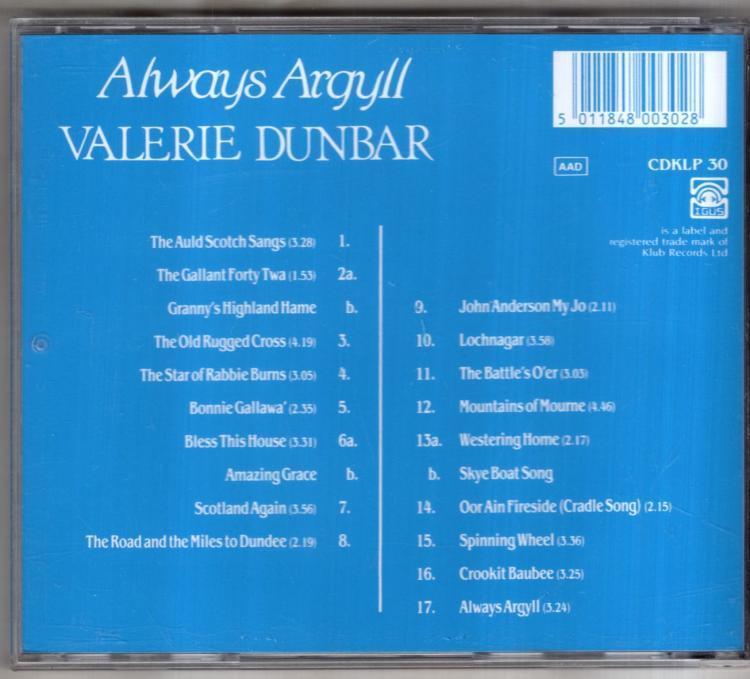 Always Argyll
VALERIE DUNBAR
5 011848 003028
AAD
CDKLP 30
IGUS
is a label and
registered trade mark of
Klub Records Ltd
The Auld Scotch Sangs (3.28) 1.
The Gallant Forty Twa (1.53) 2a.
Granny's Highland Hame b.
The Old Rugged Cross (4.19) 3.
The Star of Rabbie Burns (3.05) 4.
Bonnie Gallawa' (2.35) 5.
Bless This House (3.31) 6a.
Amazing Grace b.
Scotland Again (3.56) 7.
The Road and the Miles to Dundee (2.19) 8.
9. John Anderson My Jo (2.11)
10. Lochnagar (3.58)
11. The Battle's O'er (3.03)
12. Mountains of Mourne (4.46)
13a. Westering Home (2.17)
b. Skye Boat Song
14. Oor Ain Fireside (Cradle Song) (2.15)
15. Spinning Wheel (3.36)
16. Crookit Baubee (3.25)
17. Always Argyll (3.24)